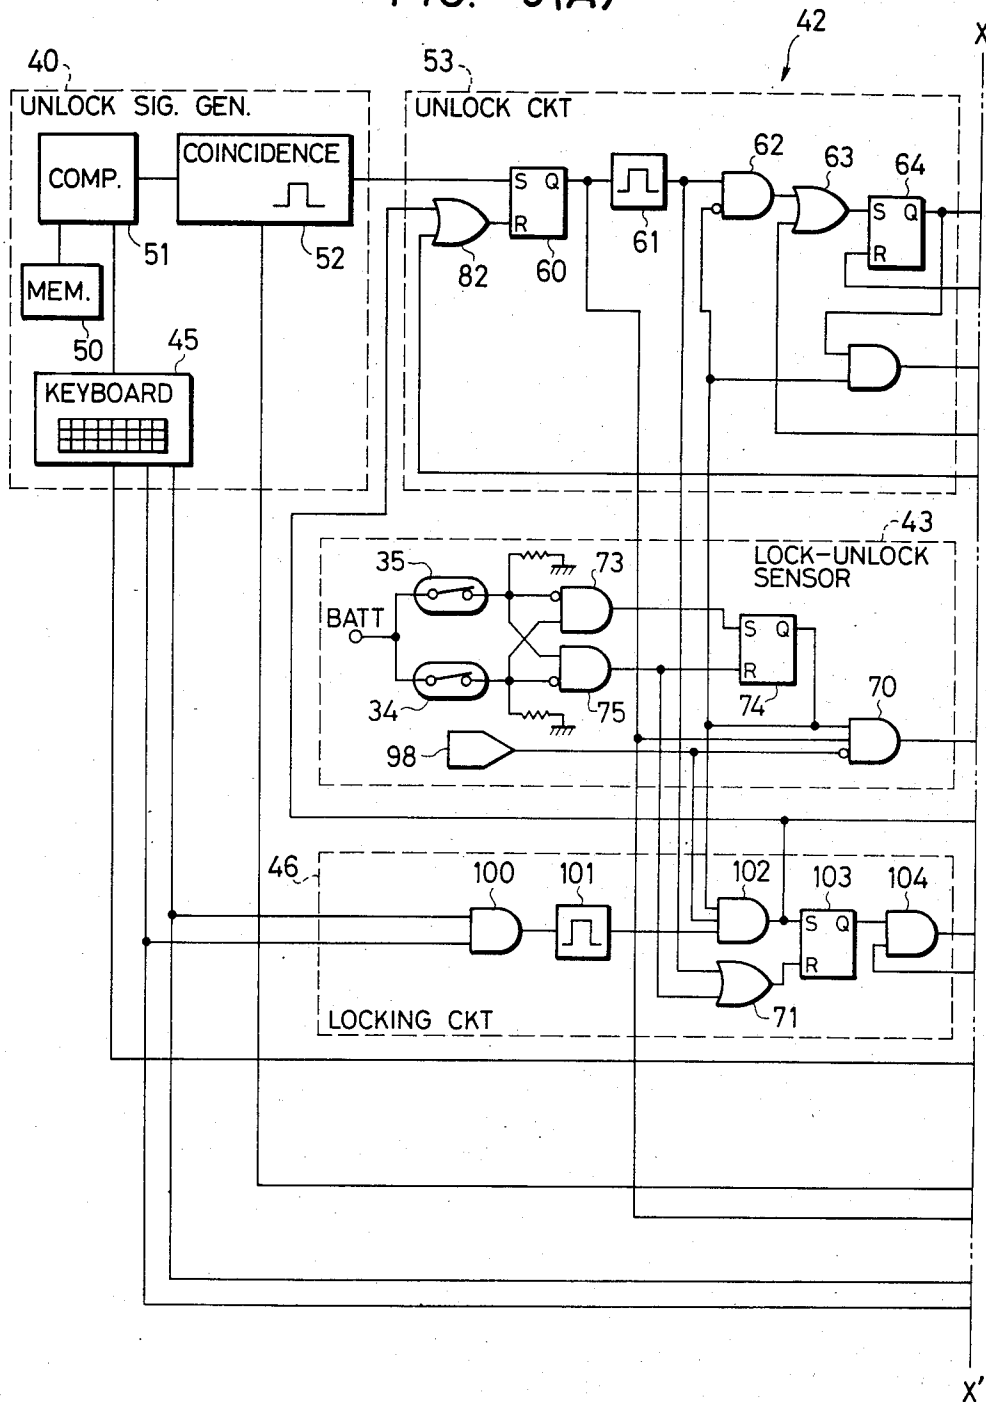 FIG. 5(A)
42
X
40
53
UNLOCK SIG. GEN.
UNLOCK CKT
COMP.
COINCIDENCE
51
52
MEM.
50
45
KEYBOARD
S Q
R
60
82
61
62
63
64
S Q
R
43
LOCK-UNLOCK
SENSOR
35
73
BATT
34
75
S Q
R
74
70
98
46
100
101
102
103
104
S Q
R
71
LOCKING CKT
X'